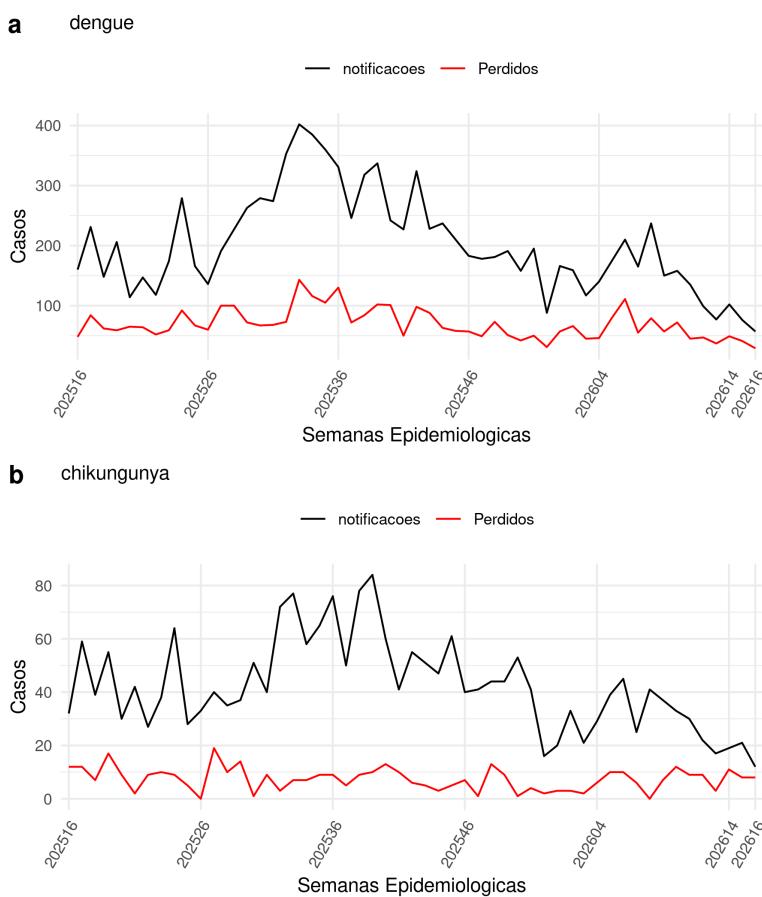 a dengue
notificacoes Perdidos
400
300
200
100
Casos
202516 202526 202536 202546 202604 202614 202616
Semanas Epidemiologicas
b chikungunya
notificacoes Perdidos
80
60
40
20
0
Casos
202516 202526 202536 202546 202604 202614 202616
Semanas Epidemiologicas